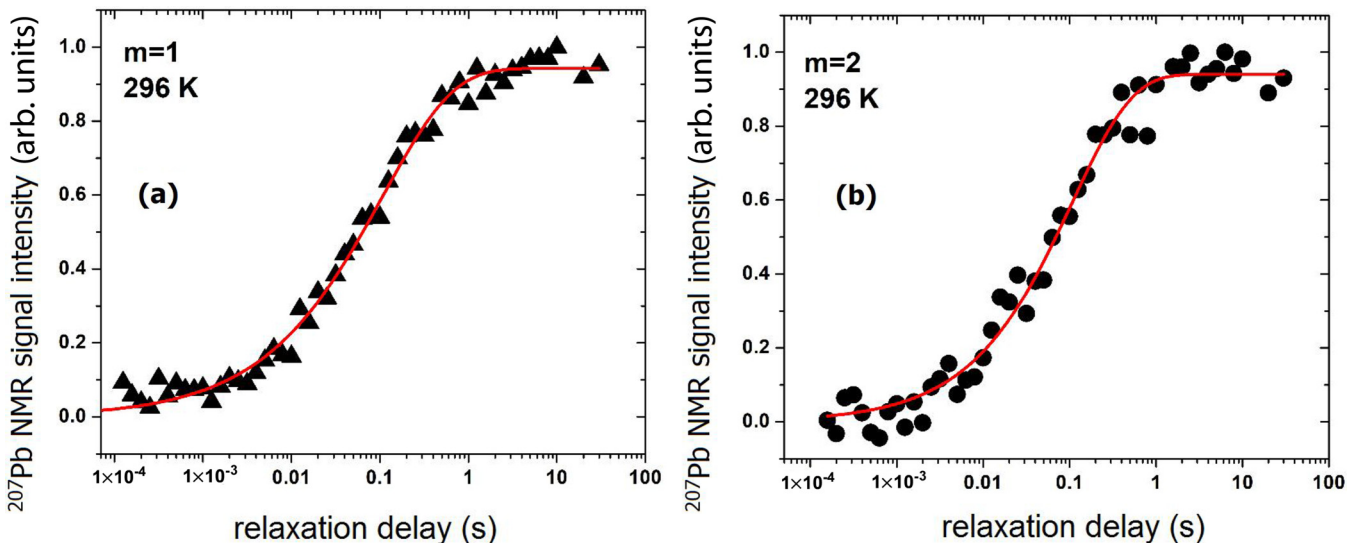 ²⁰⁷Pb NMR signal intensity (arb. units)
m=1
296 K
(a)
1.0
0.8
0.6
0.4
0.2
0.0
1×10⁻⁴
1×10⁻³
0.01
0.1
1
10
100
relaxation delay (s)
²⁰⁷Pb NMR signal intensity (arb. units)
m=2
296 K
(b)
1.0
0.8
0.6
0.4
0.2
0.0
1×10⁻⁴
1×10⁻³
0.01
0.1
1
10
100
relaxation delay (s)